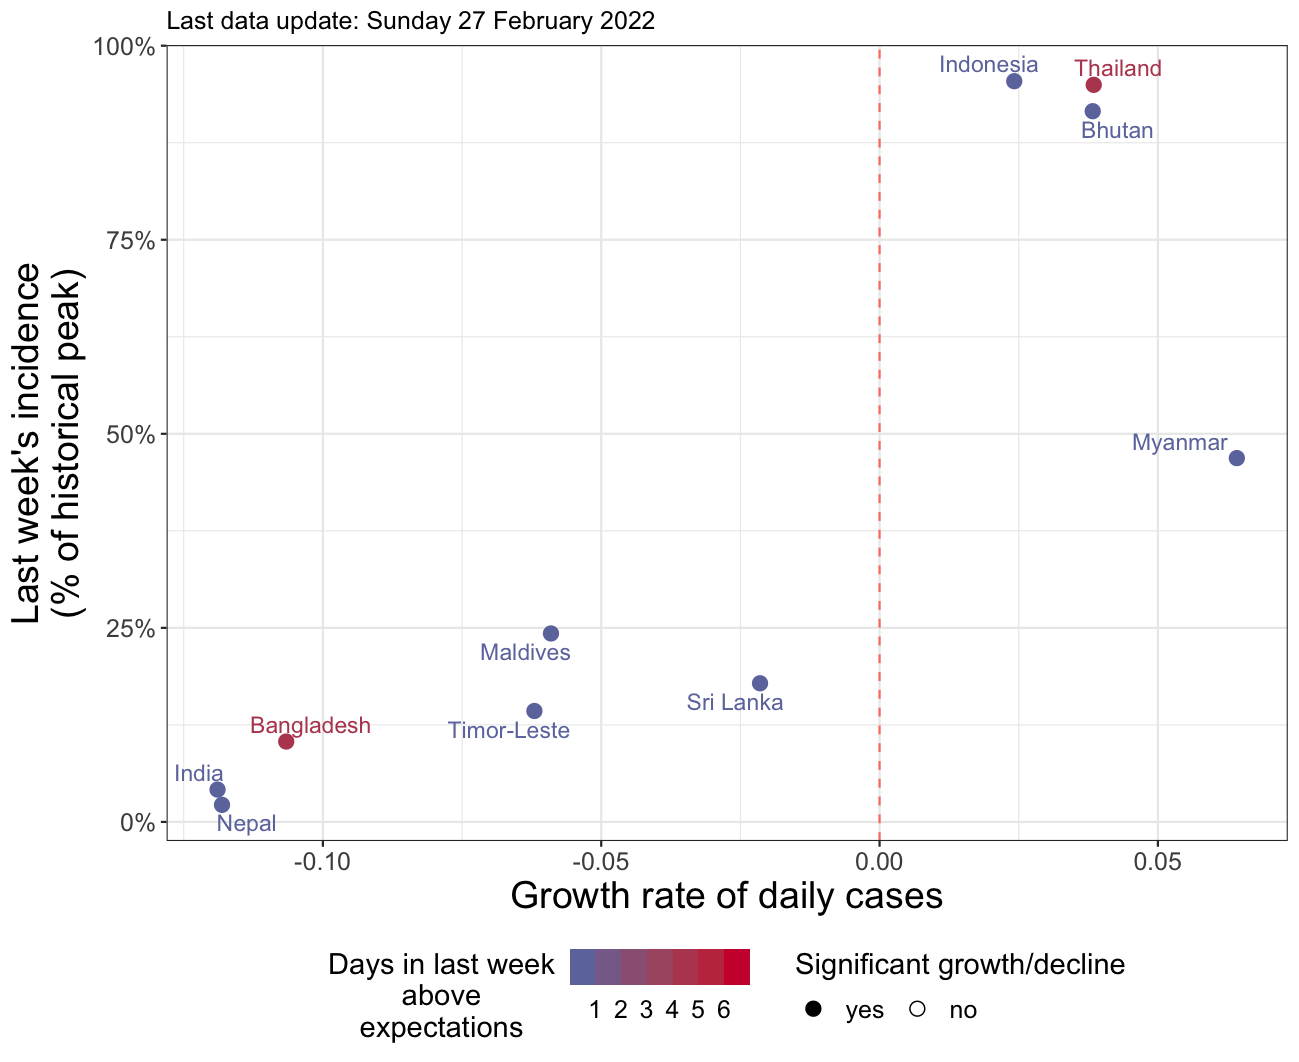 Last data update: Sunday 27 February 2022
100%
75%
50%
25%
0%
Last week's incidence
(% of historical peak)
Indonesia
Thailand
Bhutan
Myanmar
Maldives
Sri Lanka
Timor-Leste
Bangladesh
India
Nepal
-0.10
-0.05
0.00
0.05
Growth rate of daily cases
Days in last week
above
expectations
1 2 3 4 5 6
Significant growth/decline
yes no